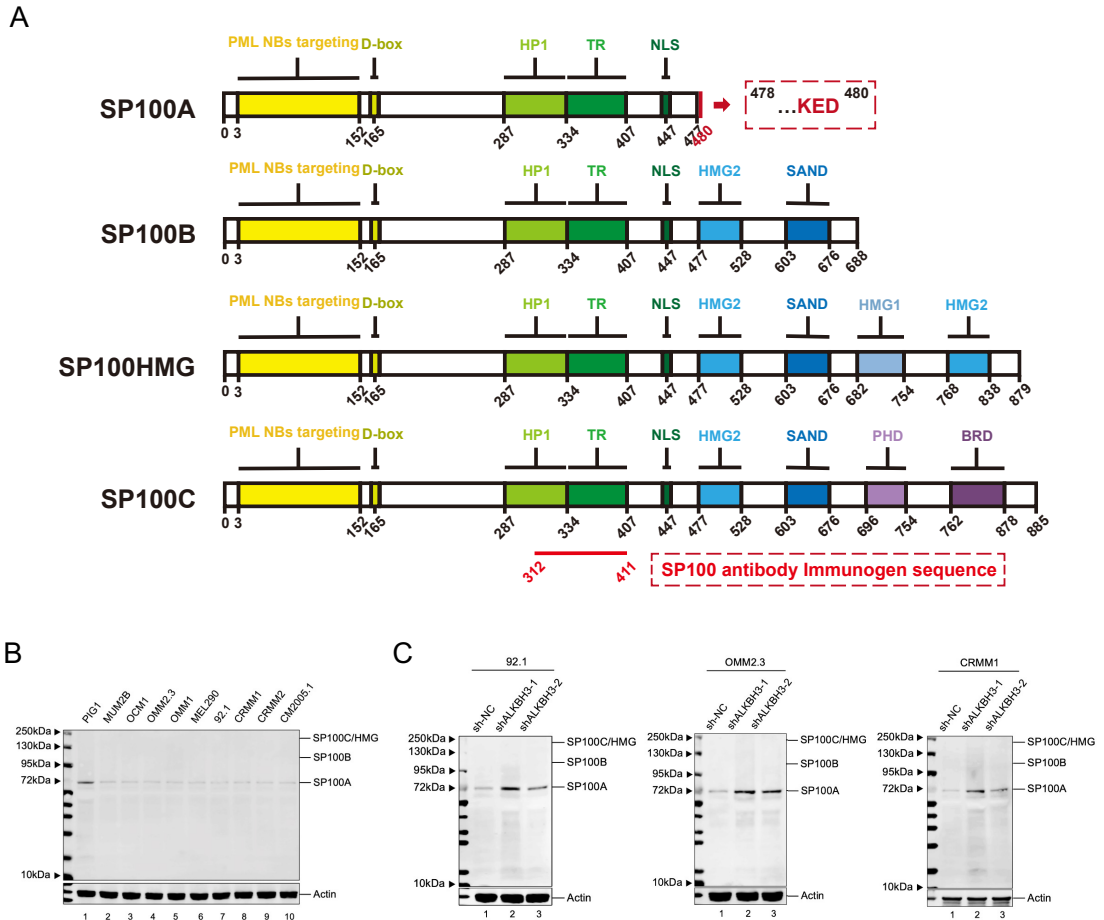 A
PML NBs targeting D-box HP1 TR NLS
SP100A
478 ...KED 480
0 3 152 165 287 334 407 447 477 480
PML NBs targeting D-box HP1 TR NLS HMG2 SAND
SP100B
0 3 152 165 287 334 407 447 477 528 603 676 688
PML NBs targeting D-box HP1 TR NLS HMG2 SAND HMG1 HMG2
SP100HMG
0 3 152 165 287 334 407 447 477 528 603 676 682 754 768 838 879
PML NBs targeting D-box HP1 TR NLS HMG2 SAND PHD BRD
SP100C
0 3 152 165 287 334 407 447 477 528 603 676 696 754 762 878 885
312 411 SP100 antibody Immunogen sequence
B
PIG1 MUM2B OCM1 OMM2.3 OMM1 MEL290 92.1 CRMM1 CRMM2 CM2005.1
250kDa
130kDa
95kDa
72kDa
10kDa
SP100C/HMG
SP100B
SP100A
Actin
1 2 3 4 5 6 7 8 9 10
C
92.1
sh-NC shALKBH3-1 shALKBH3-2
250kDa
130kDa
95kDa
72kDa
10kDa
SP100C/HMG
SP100B
SP100A
Actin
1 2 3
OMM2.3
sh-NC shALKBH3-1 shALKBH3-2
250kDa
130kDa
95kDa
72kDa
10kDa
SP100C/HMG
SP100B
SP100A
Actin
1 2 3
CRMM1
sh-NC shALKBH3-1 shALKBH3-2
250kDa
130kDa
95kDa
72kDa
10kDa
SP100C/HMG
SP100B
SP100A
Actin
1 2 3